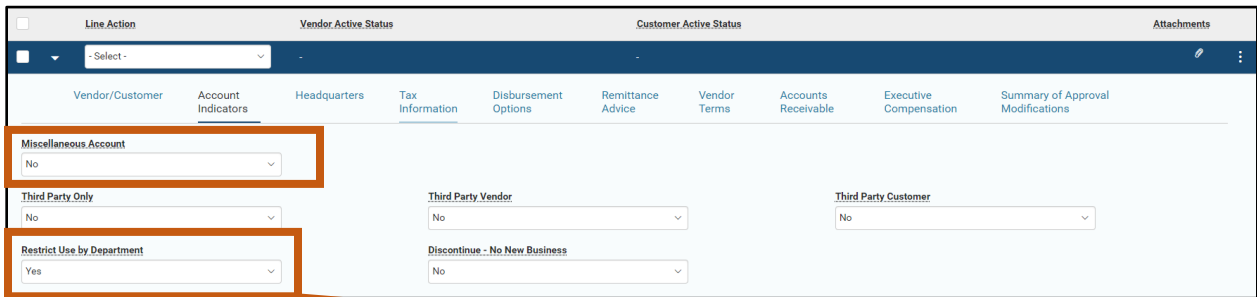 Line Action Vendor Active Status Customer Active Status Attachments
- Select - - -
Vendor/Customer Account Indicators Headquarters Tax Information Disbursement Options Remittance Advice Vendor Terms Accounts Receivable Executive Compensation Summary of Approval Modifications
Miscellaneous Account
No
Third Party Only Third Party Vendor Third Party Customer
No No No
Restrict Use by Department Discontinue - No New Business
Yes No